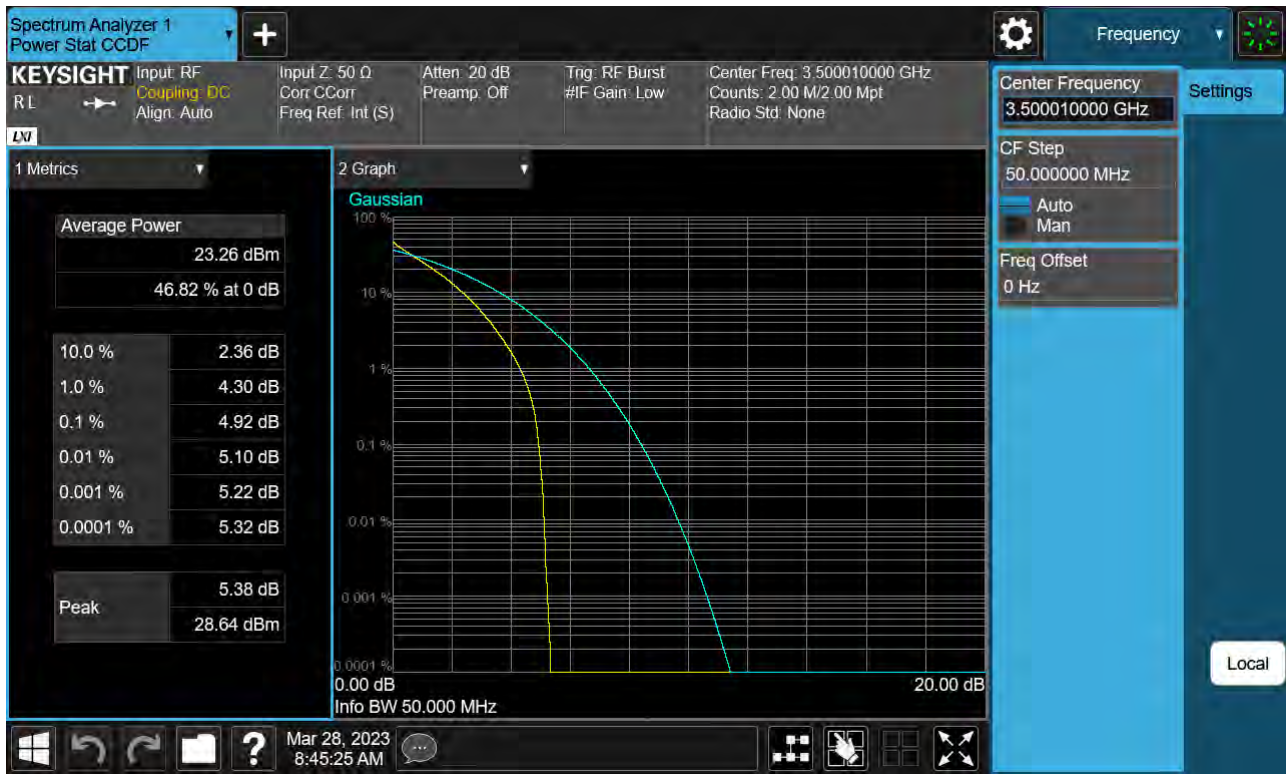 Spectrum Analyzer 1
Power Stat CCDF
+
Frequency
KEYSIGHT
RL
LXI
Input: RF
Coupling: DC
Align: Auto
Input Z: 50 Ω
Corr CCorr
Freq Ref: Int (S)
Atten: 20 dB
Preamp: Off
Trig: RF Burst
#IF Gain: Low
Center Freq: 3.500010000 GHz
Counts: 2.00 M/2.00 Mpt
Radio Std: None
Center Frequency
3.500010000 GHz
Settings
CF Step
50.000000 MHz
Auto
Man
Freq Offset
0 Hz
Local
1 Metrics
Average Power
23.26 dBm
46.82 % at 0 dB
10.0 % 2.36 dB
1.0 % 4.30 dB
0.1 % 4.92 dB
0.01 % 5.10 dB
0.001 % 5.22 dB
0.0001 % 5.32 dB
Peak
5.38 dB
28.64 dBm
2 Graph
Gaussian
100 %
10 %
1 %
0.1 %
0.01 %
0.001 %
0.0001 %
0.00 dB 20.00 dB
Info BW 50.000 MHz
?
Mar 28, 2023
8:45:25 AM